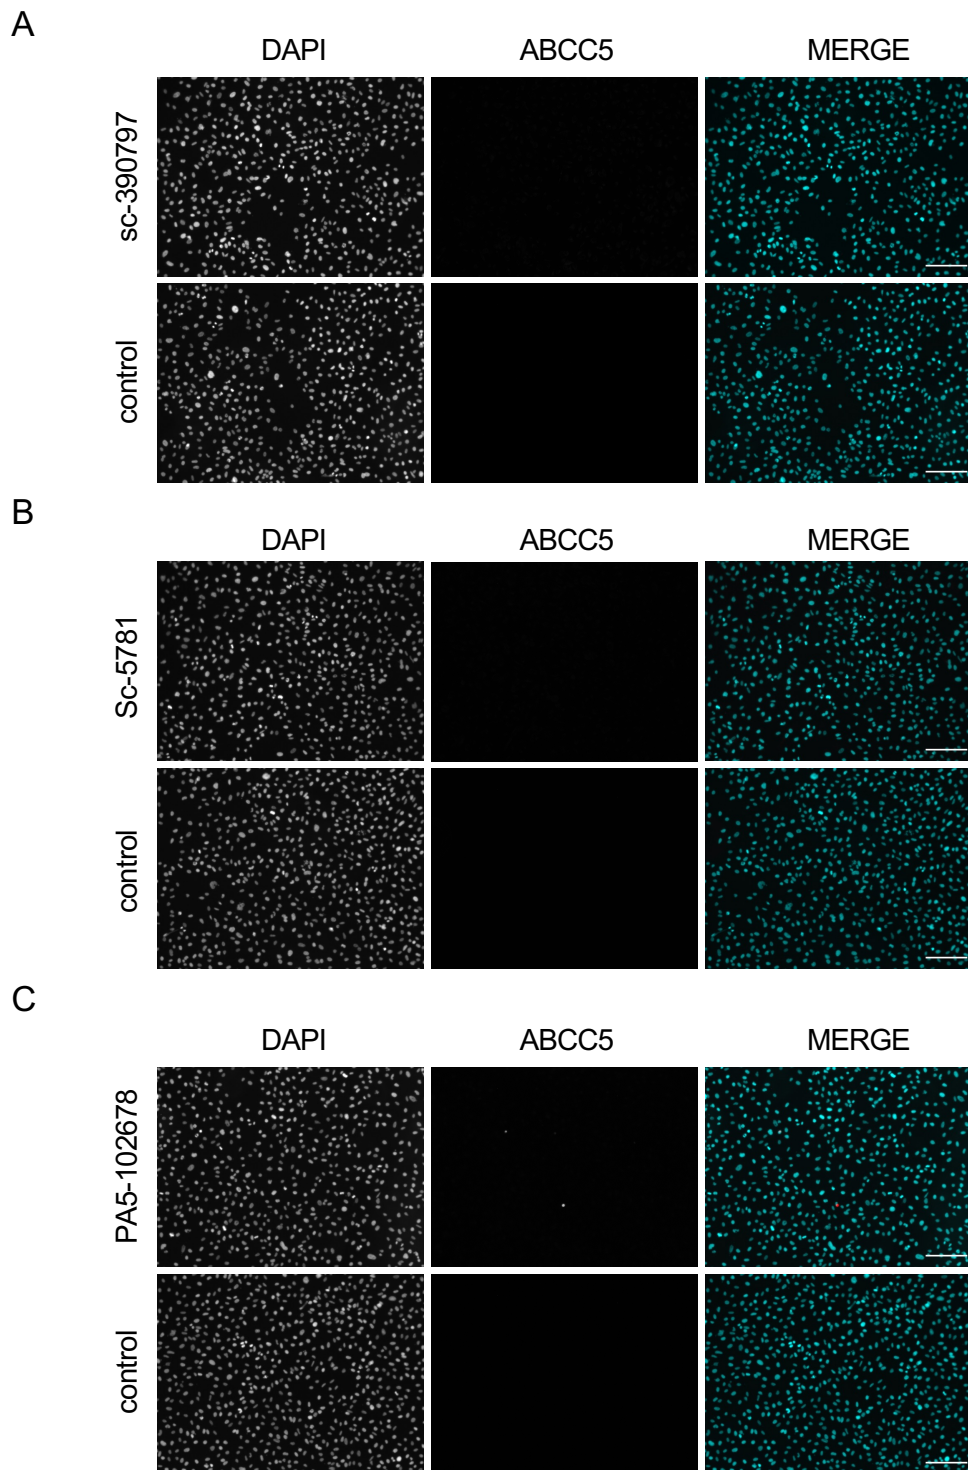 A
DAPI ABCC5 MERGE
sc-390797
control
B
DAPI ABCC5 MERGE
Sc-5781
control
C
DAPI ABCC5 MERGE
PA5-102678
control